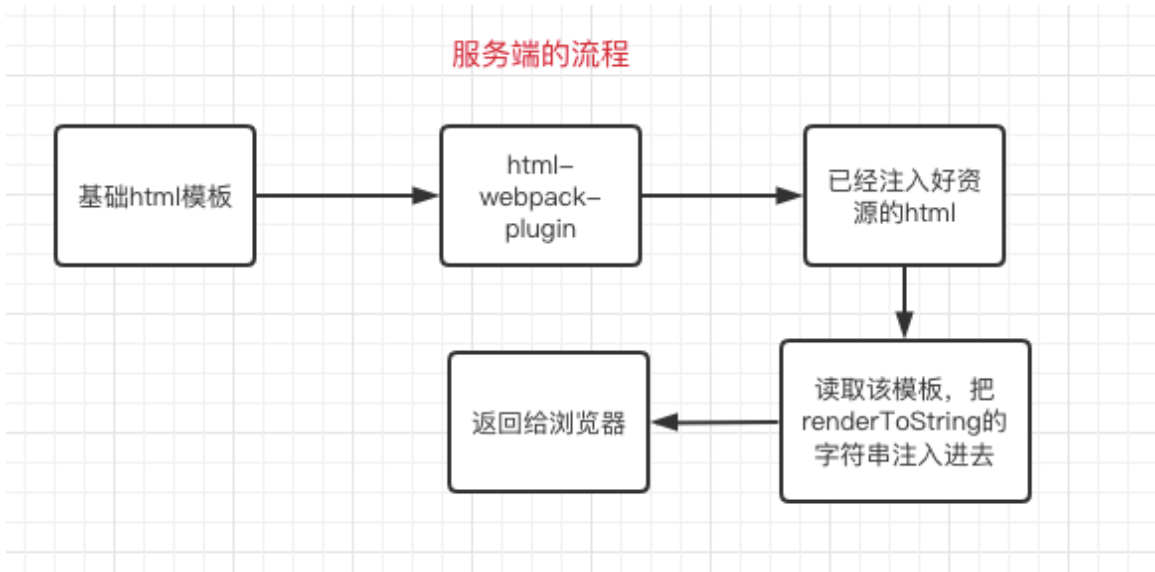 服务端的流程
基础html模板
html-
webpack-
plugin
已经注入好资
源的html
读取该模板，把
renderToString的
字符串注入进去
返回给浏览器